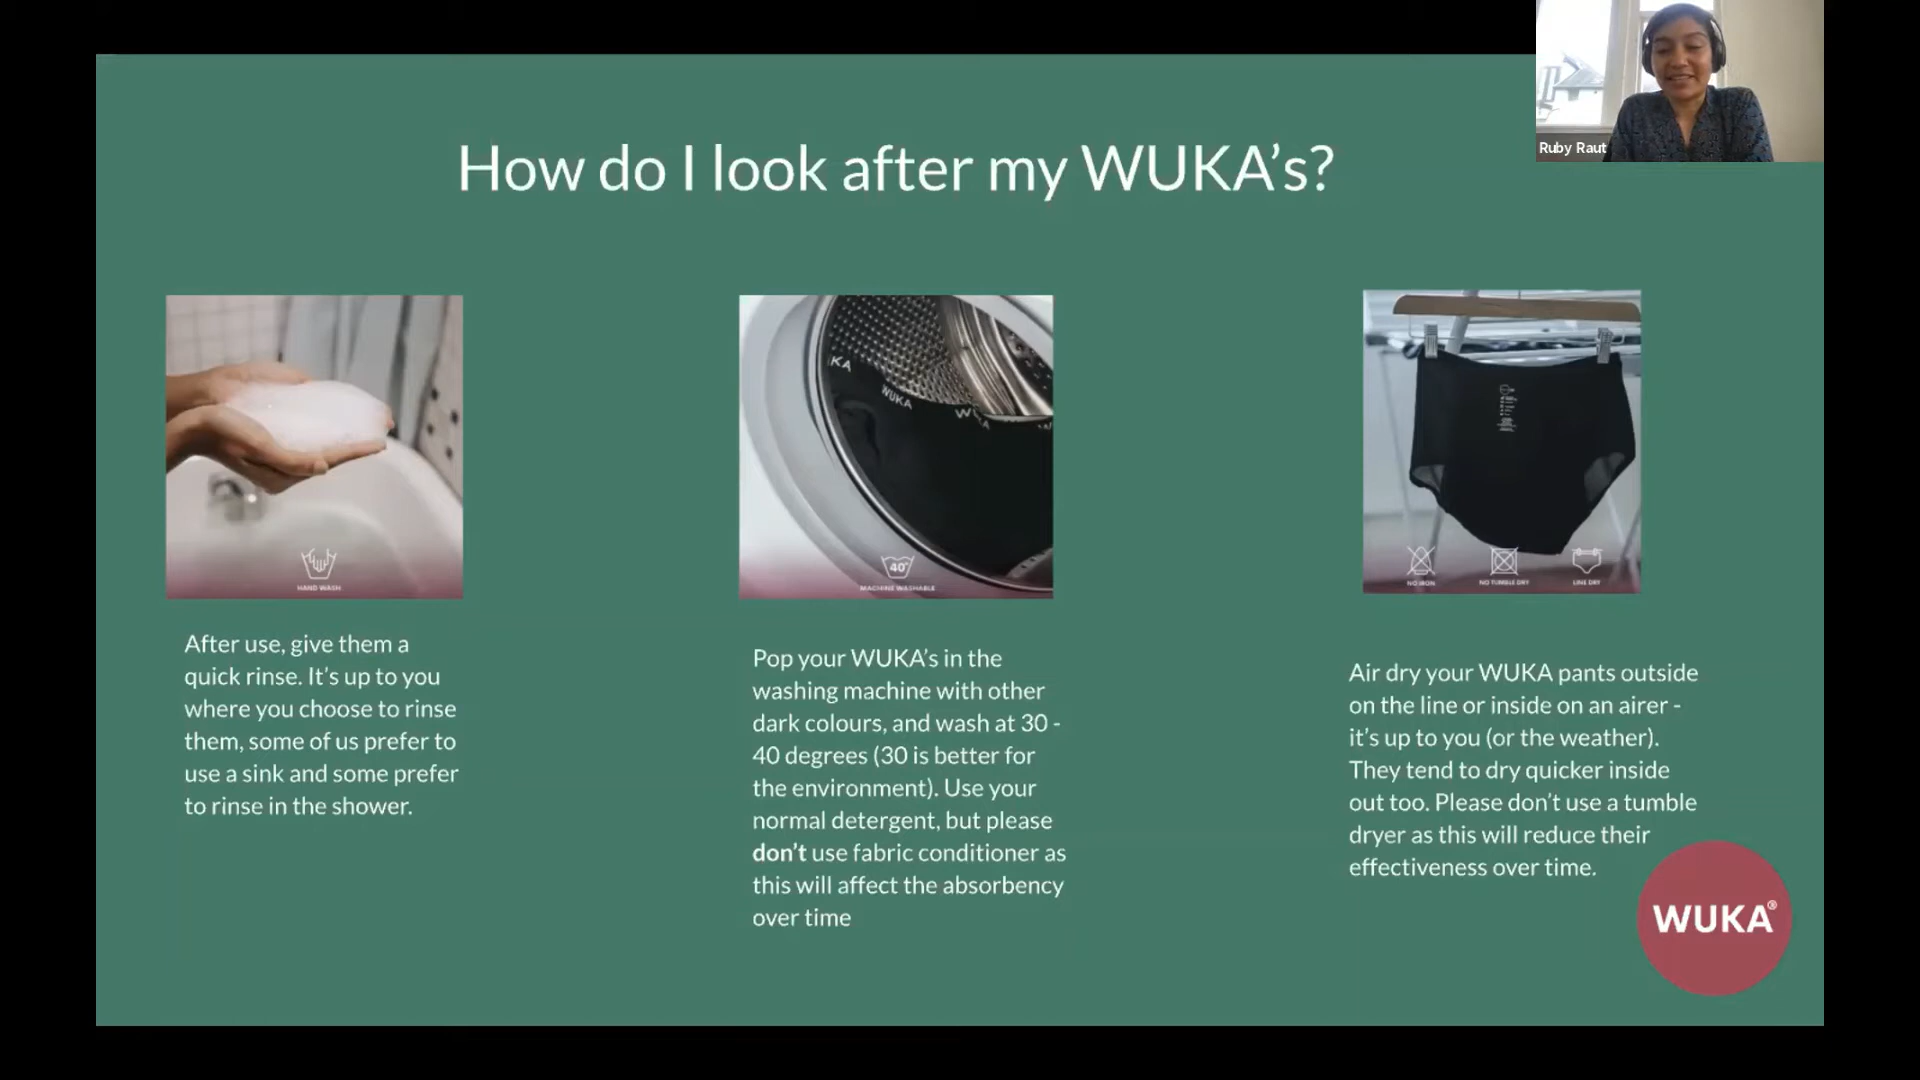 Ruby Raut
How do I look after my WUKA's?
HAND WASH
After use, give them a
quick rinse. It's up to you
where you choose to rinse
them, some of us prefer to
use a sink and some prefer
to rinse in the shower.
KA
WUKA
40°
MACHINE WASHABLE
Pop your WUKA's in the
washing machine with other
dark colours, and wash at 30 -
40 degrees (30 is better for
the environment). Use your
normal detergent, but please
don't use fabric conditioner as
this will affect the absorbency
over time
NO IRON
NO TUMBLE DRY
LINE DRY
Air dry your WUKA pants outside
on the line or inside on an airer -
it's up to you (or the weather).
They tend to dry quicker inside
out too. Please don't use a tumble
dryer as this will reduce their
effectiveness over time.
WUKA®